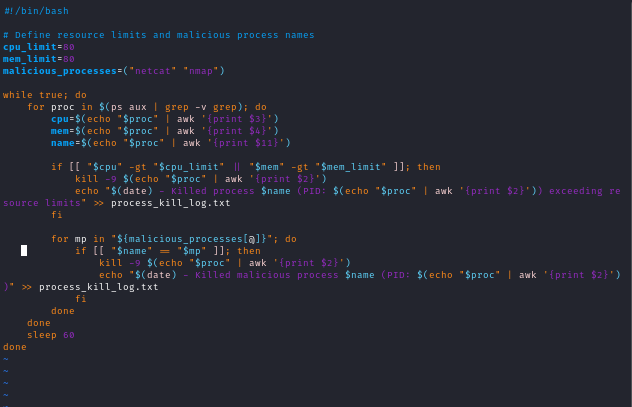 #!/bin/bash

# Define resource limits and malicious process names
cpu_limit=80
mem_limit=80
malicious_processes=("netcat" "nmap")

while true; do
    for proc in $(ps aux | grep -v grep); do
        cpu=$(echo "$proc" | awk '{print $3}')
        mem=$(echo "$proc" | awk '{print $4}')
        name=$(echo "$proc" | awk '{print $11}')

        if [[ "$cpu" -gt "$cpu_limit" || "$mem" -gt "$mem_limit" ]]; then
            kill -9 $(echo "$proc" | awk '{print $2}')
            echo "$(date) - Killed process $name (PID: $(echo "$proc" | awk '{print $2}')) exceeding re
source limits" >> process_kill_log.txt
        fi

        for mp in "${malicious_processes[@]}"; do
            if [[ "$name" == "$mp" ]]; then
                kill -9 $(echo "$proc" | awk '{print $2}')
                echo "$(date) - Killed malicious process $name (PID: $(echo "$proc" | awk '{print $2}')
)" >> process_kill_log.txt
            fi
        done
    done
    sleep 60
done
~
~
~
~
~